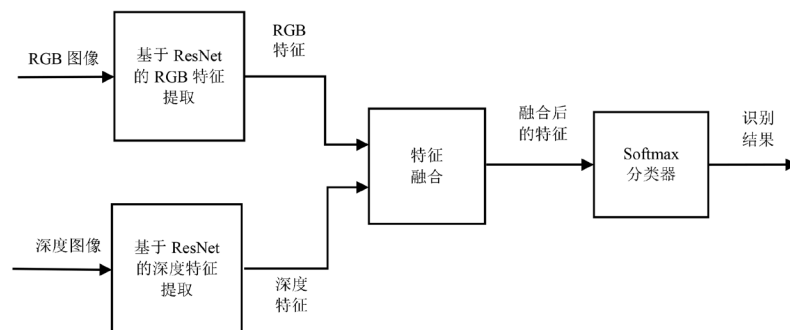 RGB 图像
基于 ResNet
的 RGB 特征
提取
RGB
特征
深度图像
基于 ResNet
的深度特征
提取
深度
特征
特征
融合
融合后
的特征
Softmax
分类器
识别
结果